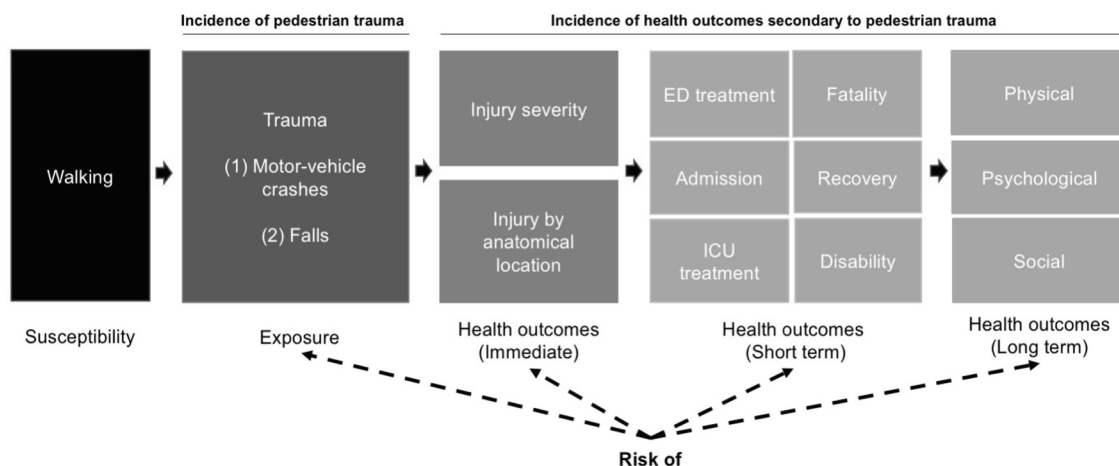 Incidence of pedestrian trauma
Incidence of health outcomes secondary to pedestrian trauma
Walking
Trauma
(1) Motor-vehicle
crashes
(2) Falls
Injury severity
Injury by
anatomical
location
ED treatment
Fatality
Admission
Recovery
ICU
treatment
Disability
Physical
Psychological
Social
Susceptibility
Exposure
Health outcomes
(Immediate)
Health outcomes
(Short term)
Health outcomes
(Long term)
Risk of